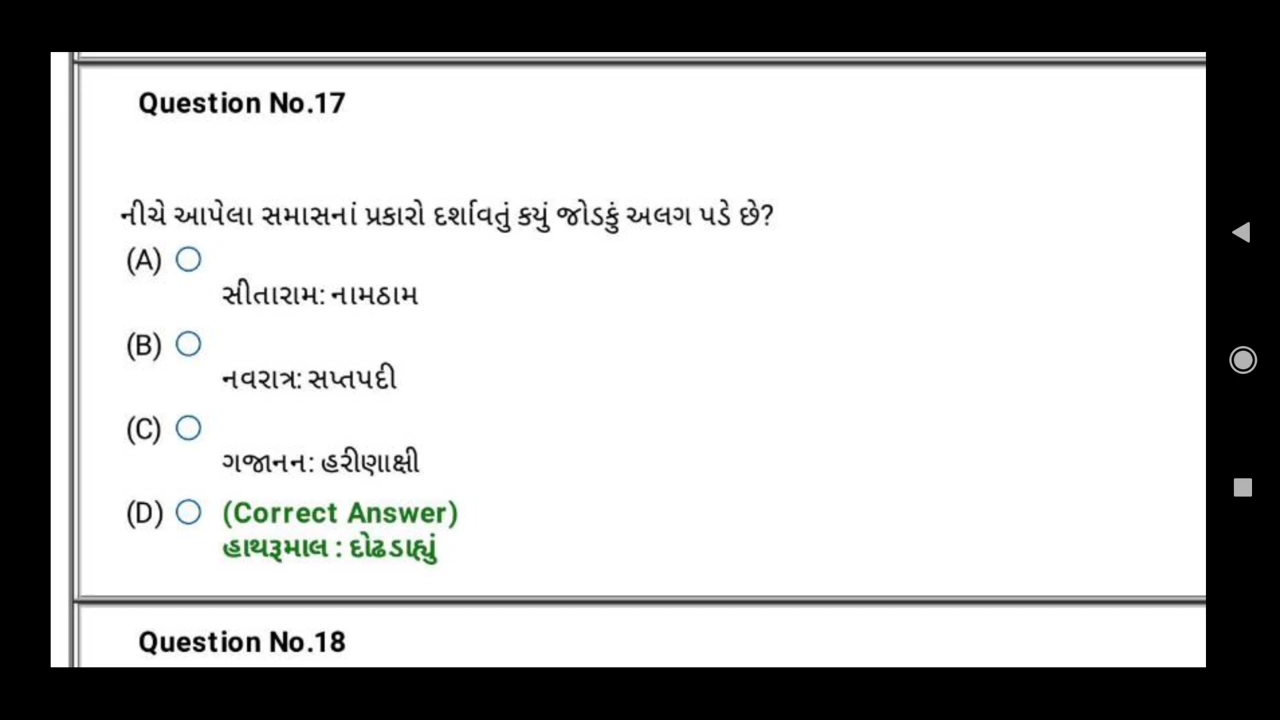 Question No.17
નીચે આપેલા સમાસનાં પ્રકારો દર્શાવતું કયું જોડકું અલગ પડે છે?
(A)
સીતારામ: નામઠામ
(B)
નવરાત્ર: સપ્તપદી
(C)
ગજાનન: હરીણાક્ષી
(D) (Correct Answer)
હાથરૂમાલ : દોઢડાહ્યું
Question No.18